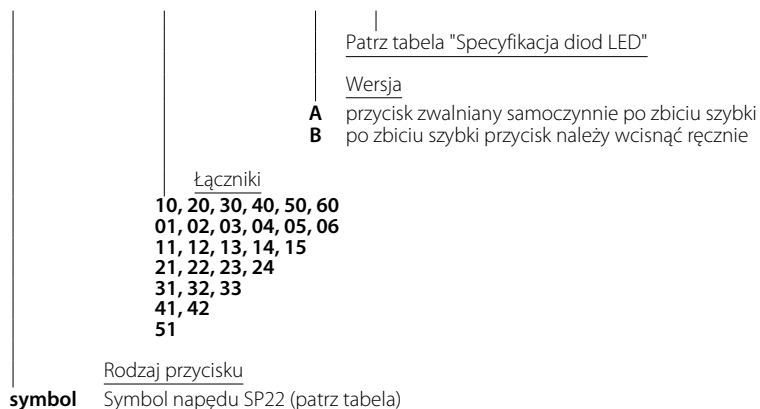 Patrz tabela "Specyfikacja diod LED"
Wersja
A przycisk zwalniany samoczynnie po zbiciu szybki
B po zbiciu szybki przycisk należy wcisnąć ręcznie
Łączniki
10, 20, 30, 40, 50, 60
01, 02, 03, 04, 05, 06
11, 12, 13, 14, 15
21, 22, 23, 24
31, 32, 33
41, 42
51
Rodzaj przycisku
symbol Symbol napędu SP22 (patrz tabela)